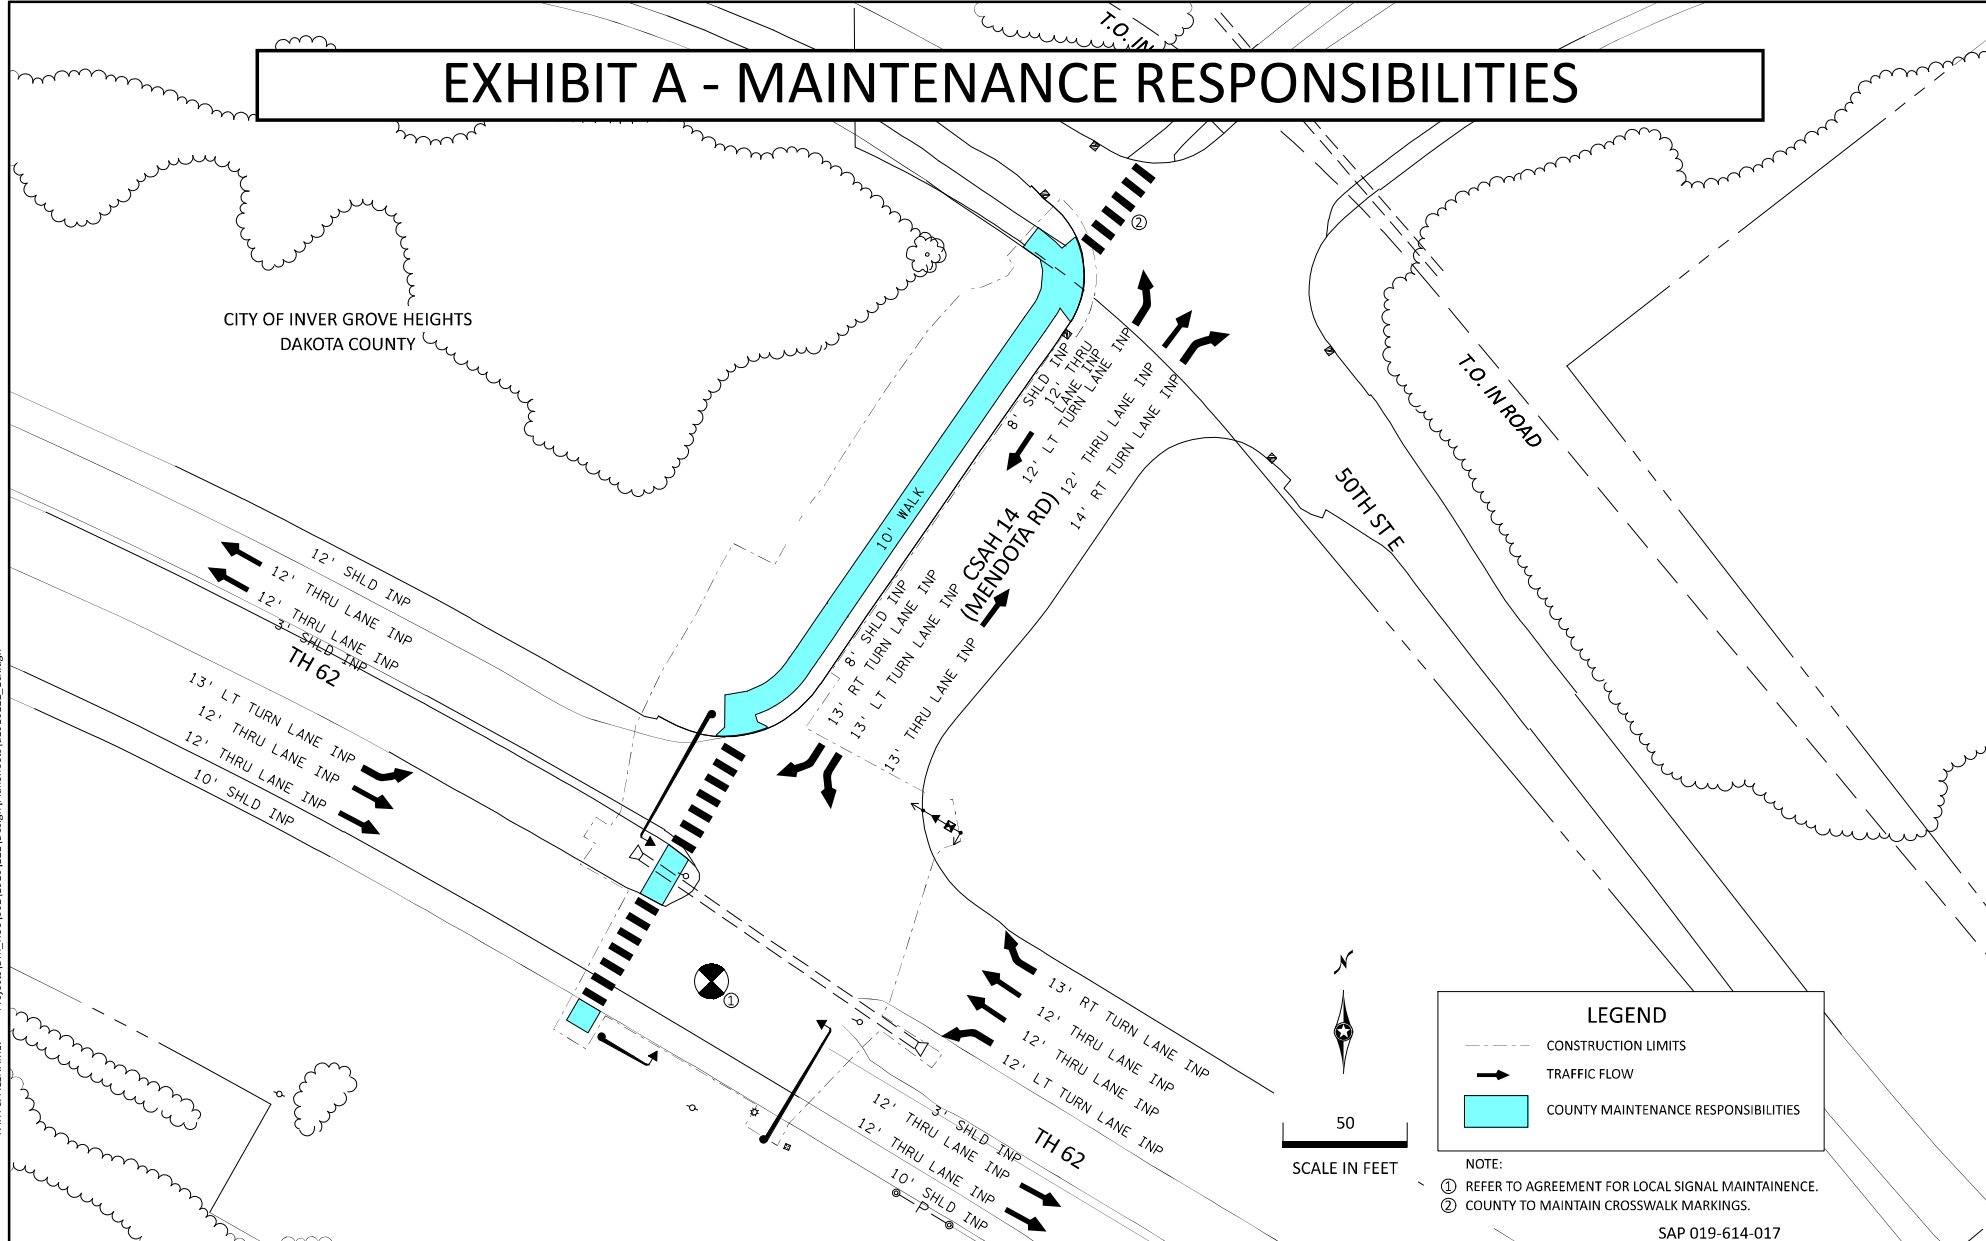 T.O. IN
EXHIBIT A - MAINTENANCE RESPONSIBILITIES
②
CITY OF INVER GROVE HEIGHTS
DAKOTA COUNTY
T.O. IN ROAD
50TH ST E
8' SHLD INP
12' THRU
LANE INP
12' LT TURN LANE INP
12' THRU LANE INP
14' RT TURN LANE INP
10' WALK
CSAH 14
(MENDOTA RD)
8' SHLD INP
13' RT TURN LANE INP
13' LT TURN LANE INP
13' THRU LANE INP
12' SHLD INP
12' THRU LANE INP
12' THRU LANE INP
3' SHLD INP
TH 62
13' LT TURN LANE INP
12' THRU LANE INP
12' THRU LANE INP
10' SHLD INP
①
13' RT TURN LANE INP
12' THRU LANE INP
12' THRU LANE INP
12' LT TURN LANE INP
3' SHLD INP
12' THRU LANE INP
12' THRU LANE INP
10' SHLD INP
TH 62
P
50
SCALE IN FEET
LEGEND
CONSTRUCTION LIMITS
TRAFFIC FLOW
COUNTY MAINTENANCE RESPONSIBILITIES
NOTE:
① REFER TO AGREEMENT FOR LOCAL SIGNAL MAINTAINENCE.
② COUNTY TO MAINTAIN CROSSWALK MARKINGS.
SAP 019-614-017